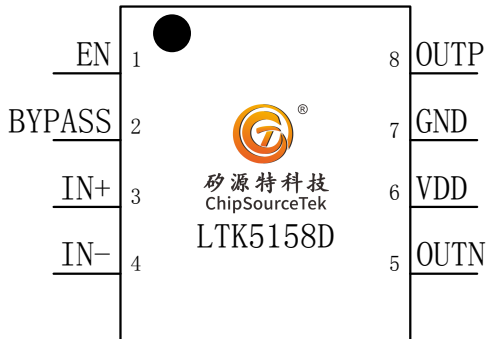 EN 1
BYPASS 2
IN+ 3
IN- 4
8 OUTP
7 GND
6 VDD
5 OUTN
®
矽源特科技
ChipSourceTek
LTK5158D